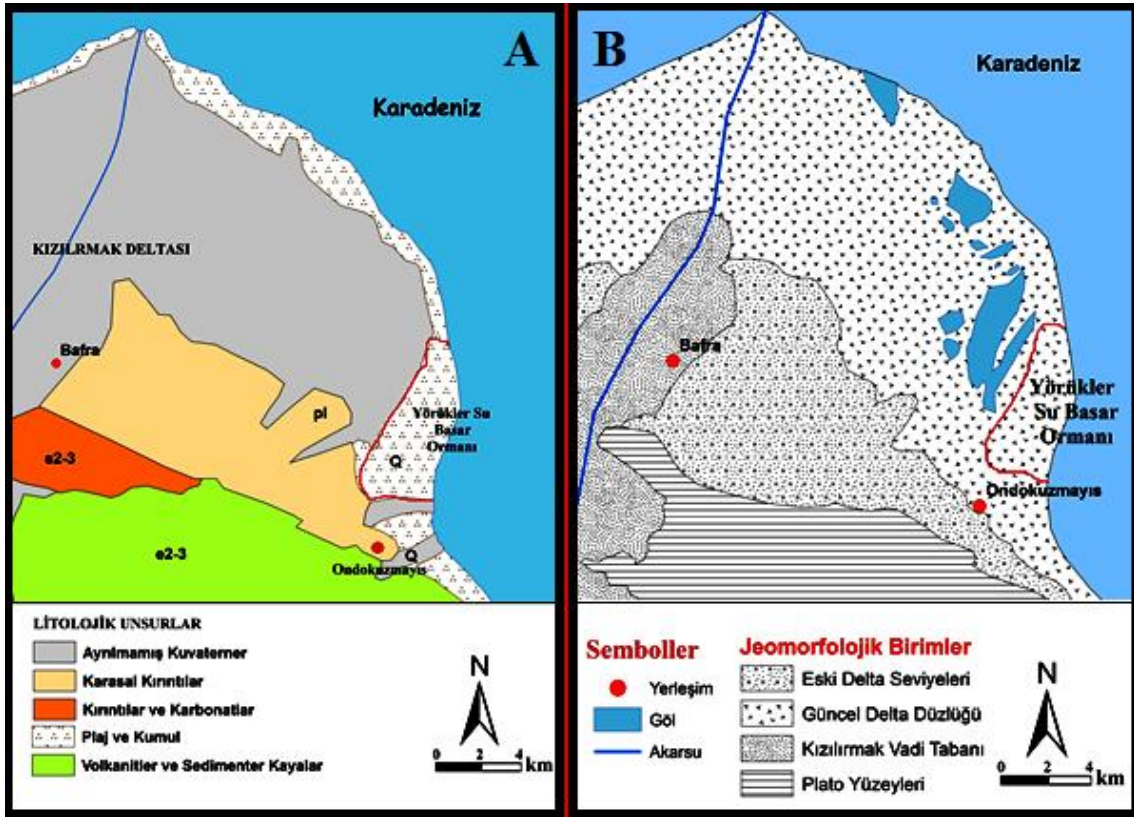 A
Karadeniz
KIZILRMAK DELTASI
Bafra
pl
Yörükler Su
Basar
Ormanı
Q
e2-3
e2-3
Q
Ondokuzmayıs
LİTOLOJİK UNSURLAR
Ayrılmamış Kuvaterner
Karasal Kırıntılar
Kırıntılar ve Karbonatlar
Plaj ve Kumul
Volkanitler ve Sedimenter Kayalar
N
0 2 4
km
B
Karadeniz
Bafra
Yörükler
Su Basar
Ormanı
Ondokuzmayıs
Semboller
Yerleşim
Göl
Akarsu
Jeomorfolojik Birimler
Eski Delta Seviyeleri
Güncel Delta Düzlüğü
Kızılırmak Vadi Tabanı
Plato Yüzeyleri
N
0 2 4
km